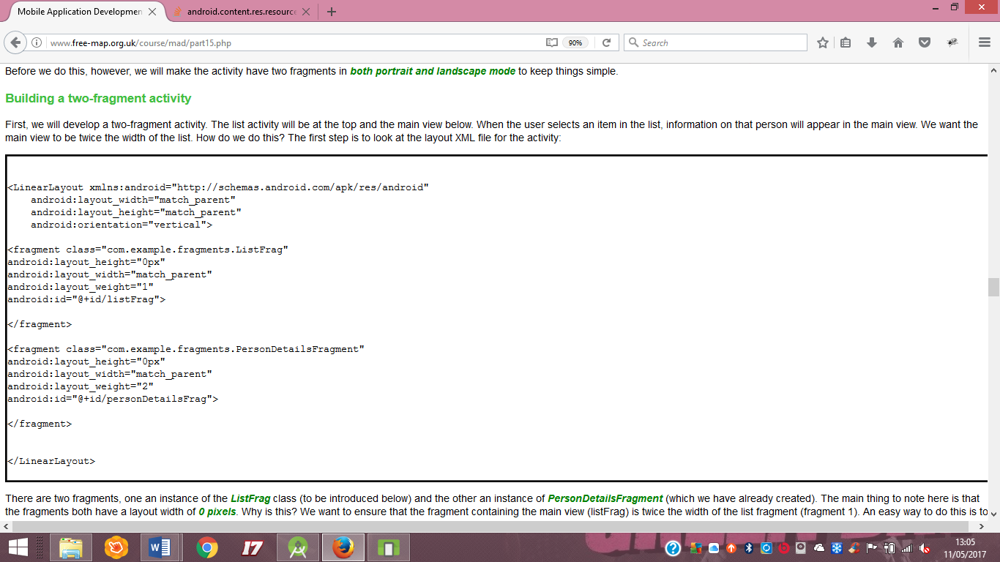 Mobile Application Developmen
android.content.res.resource
www.free-map.org.uk/course/mad/part15.php
90%
Search
Before we do this, however, we will make the activity have two fragments in both portrait and landscape mode to keep things simple.
Building a two-fragment activity
First, we will develop a two-fragment activity. The list activity will be at the top and the main view below. When the user selects an item in the list, information on that person will appear in the main view. We want the
main view to be twice the width of the list. How do we do this? The first step is to look at the layout XML file for the activity:
<LinearLayout xmlns:android="http://schemas.android.com/apk/res/android"
android:layout_width="match_parent"
android:layout_height="match_parent"
android:orientation="vertical">
<fragment class="com.example.fragments.ListFrag"
android:layout_height="0px"
android:layout_width="match_parent"
android:layout_weight="1"
android:id="@+id/listFrag">
</fragment>
<fragment class="com.example.fragments.PersonDetailsFragment"
android:layout_height="0px"
android:layout_width="match_parent"
android:layout_weight="2"
android:id="@+id/personDetailsFrag">
</fragment>
</LinearLayout>
There are two fragments, one an instance of the ListFrag class (to be introduced below) and the other an instance of PersonDetailsFragment (which we have already created). The main thing to note here is that
the fragments both have a layout width of 0 pixels. Why is this? We want to ensure that the fragment containing the main view (listFrag) is twice the width of the list fragment (fragment 1). An easy way to do this is to
17
13:05
11/05/2017